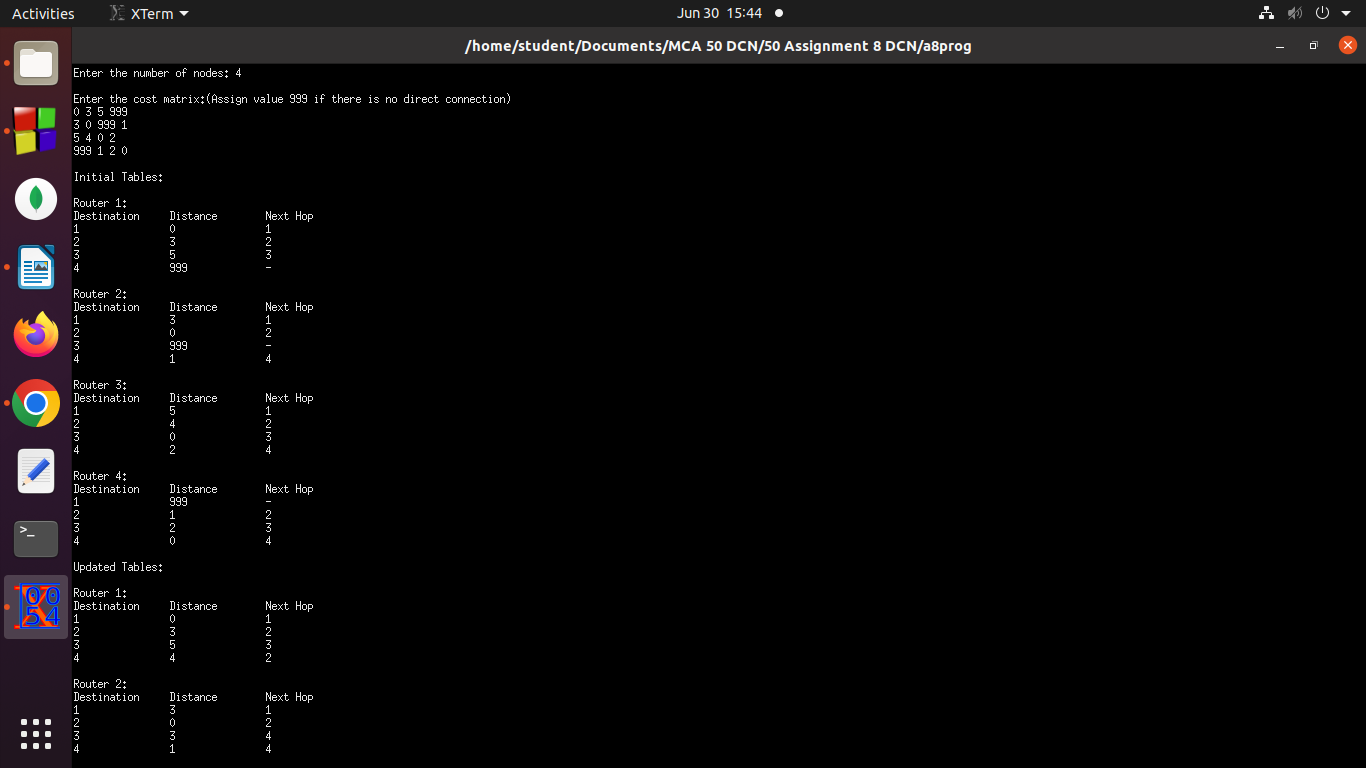 Activities XTerm Jun 30 15:44
/home/student/Documents/MCA 50 DCN/50 Assignment 8 DCN/a8prog
Enter the number of nodes: 4
Enter the cost matrix:(Assign value 999 if there is no direct connection)
0 3 5 999
3 0 999 1
5 4 0 2
999 1 2 0
Initial Tables:
Router 1:
Destination Distance Next Hop
1 0 1
2 3 2
3 5 3
4 999 -
Router 2:
Destination Distance Next Hop
1 3 1
2 0 2
3 999 -
4 1 4
Router 3:
Destination Distance Next Hop
1 5 1
2 4 2
3 0 3
4 2 4
Router 4:
Destination Distance Next Hop
1 999 -
2 1 2
3 2 3
4 0 4
Updated Tables:
Router 1:
Destination Distance Next Hop
1 0 1
2 3 2
3 5 3
4 4 2
Router 2:
Destination Distance Next Hop
1 3 1
2 0 2
3 3 4
4 1 4
>_
00
54